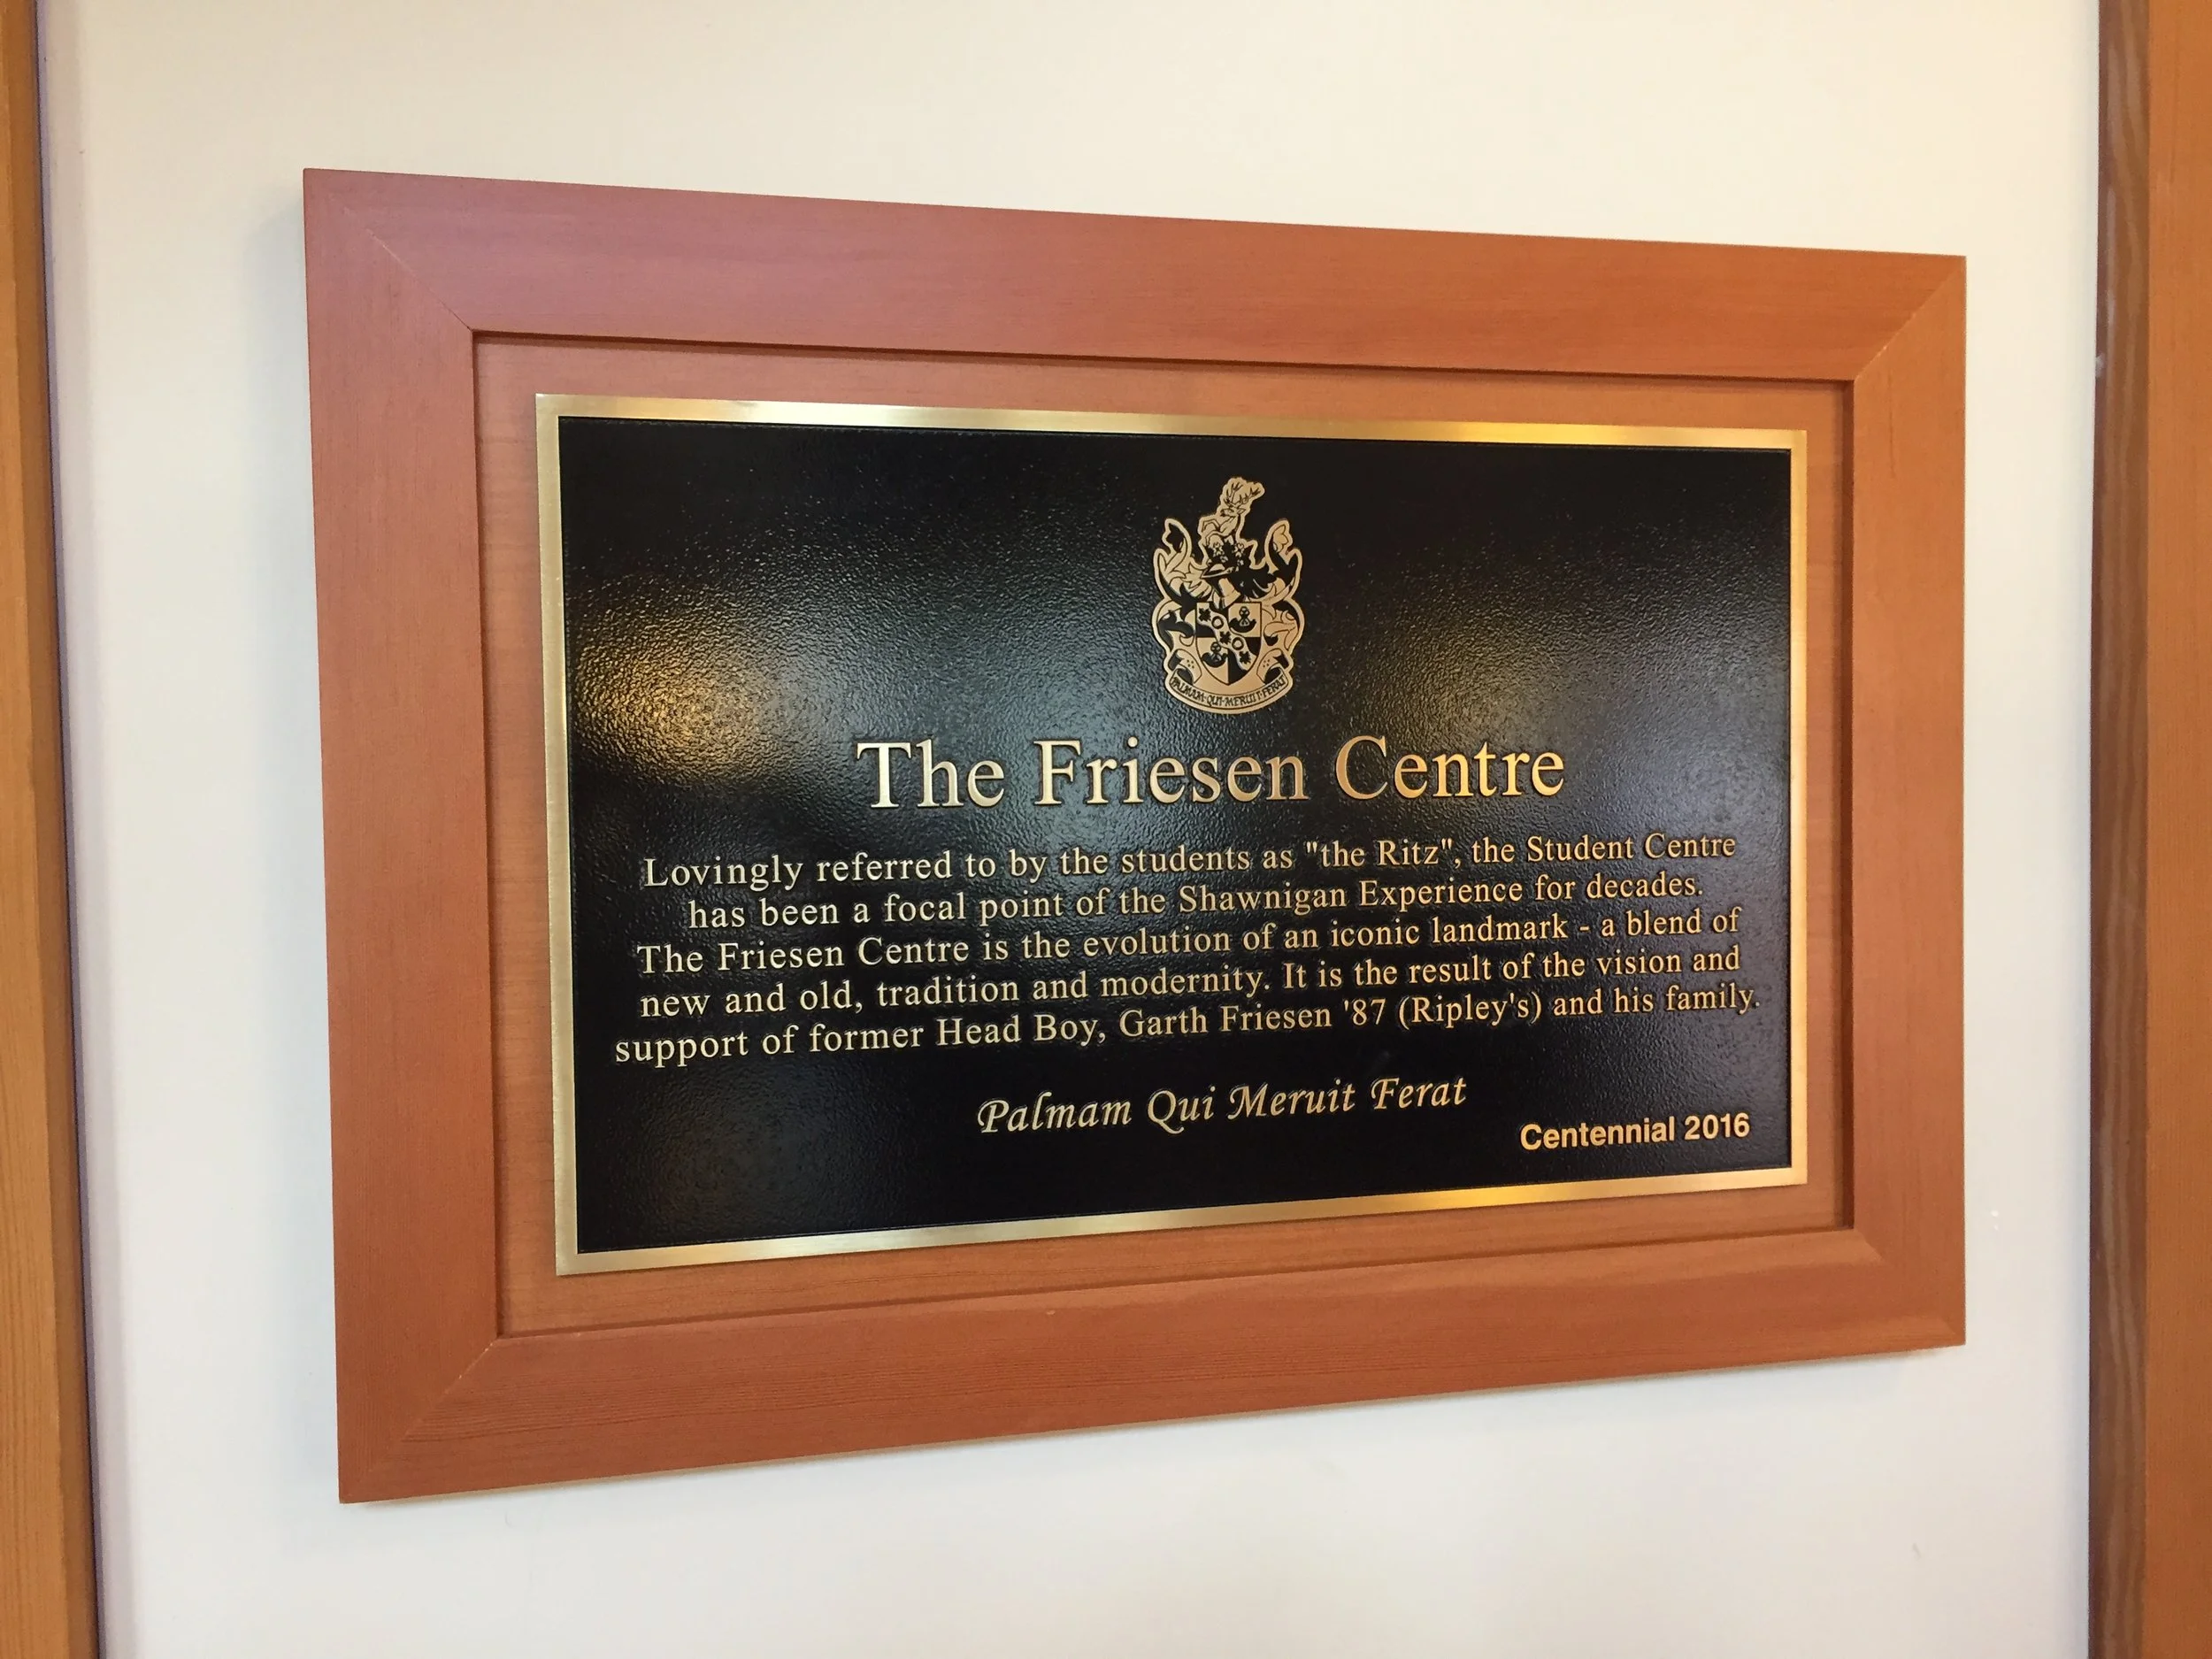 PALMAM·QUI·MERUIT·FERAT
The Friesen Centre
Lovingly referred to by the students as "the Ritz", the Student Centre
has been a focal point of the Shawnigan Experience for decades.
The Friesen Centre is the evolution of an iconic landmark - a blend of
new and old, tradition and modernity. It is the result of the vision and
support of former Head Boy, Garth Friesen '87 (Ripley's) and his family.
Palmam Qui Meruit Ferat
Centennial 2016